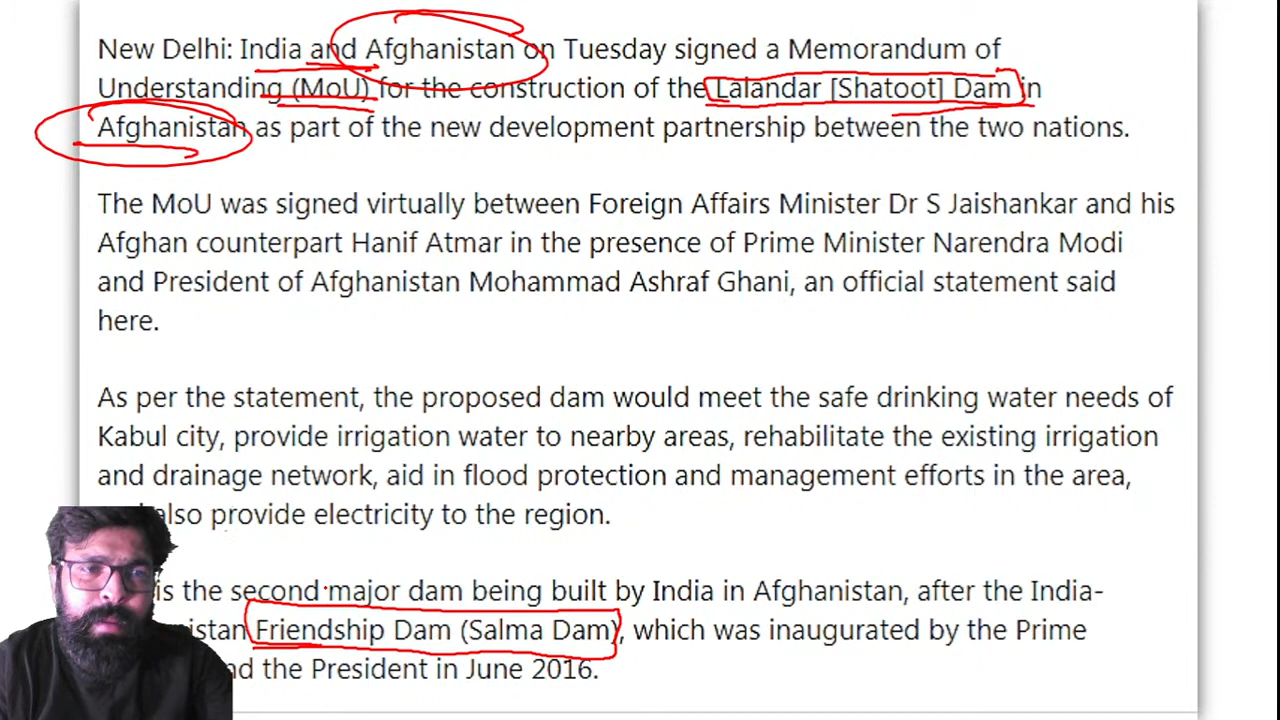 New Delhi: India and Afghanistan on Tuesday signed a Memorandum of
Understanding (MoU) for the construction of the Lalandar [Shatoot] Dam in
Afghanistan as part of the new development partnership between the two nations.
The MoU was signed virtually between Foreign Affairs Minister Dr S Jaishankar and his
Afghan counterpart Hanif Atmar in the presence of Prime Minister Narendra Modi
and President of Afghanistan Mohammad Ashraf Ghani, an official statement said
here.
As per the statement, the proposed dam would meet the safe drinking water needs of
Kabul city, provide irrigation water to nearby areas, rehabilitate the existing irrigation
and drainage network, aid in flood protection and management efforts in the area,
also provide electricity to the region.
is the second major dam being built by India in Afghanistan, after the India-
Friendship Dam (Salma Dam), which was inaugurated by the Prime
the President in June 2016.